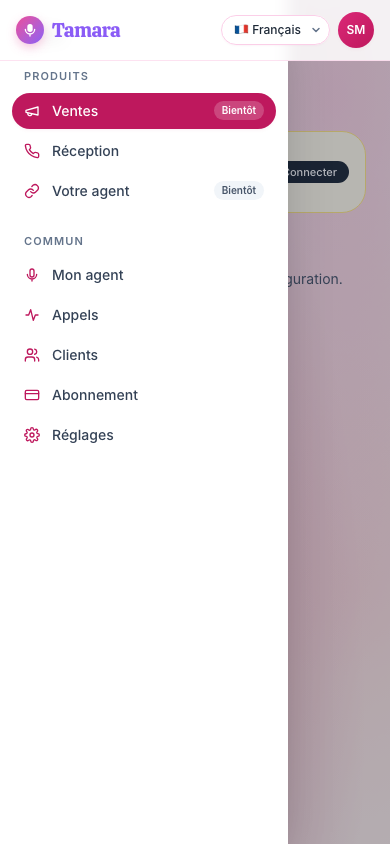 Tamara
Français
SM
PRODUITS
Ventes
Bientôt
Connecter
Réception
Votre agent
Bientôt
COMMUN
Mon agent
guration.
Appels
Clients
Abonnement
Réglages